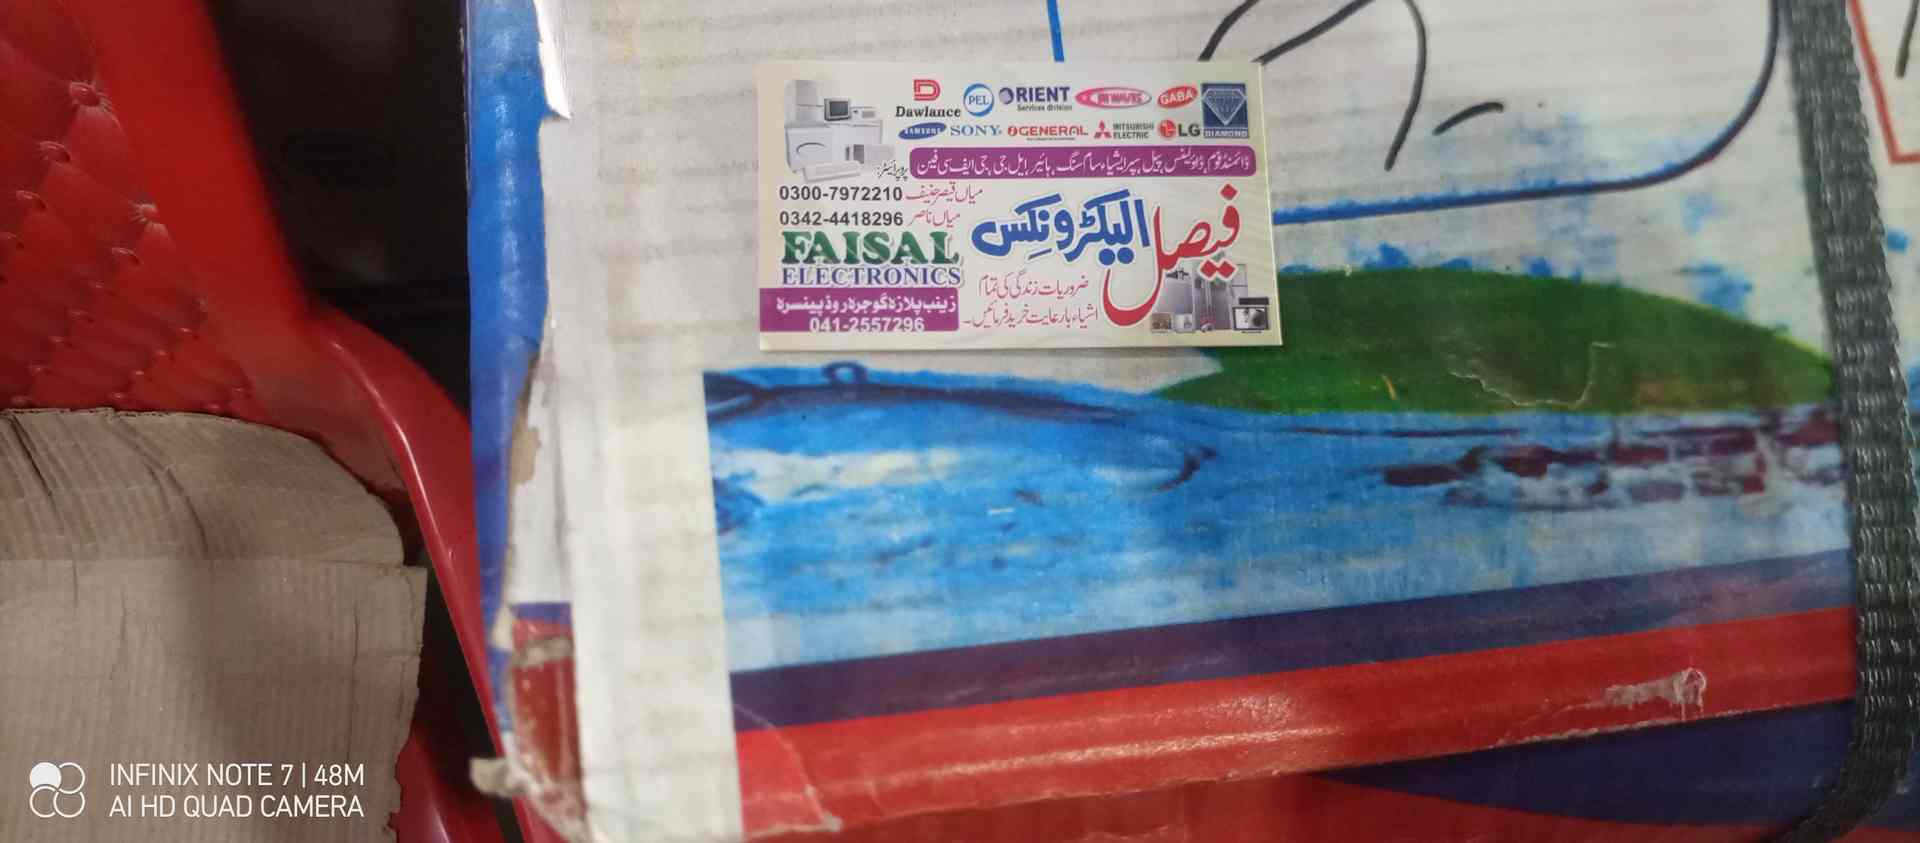 Dawlance PEL ORIENT WAVES GABA
Services division
SAMSUNG SONY GENERAL MITSUBISHI ELECTRIC LG DIAMOND
ڈائمنڈ فوم، ڈاولینس، پیل، سپر ایشیاء، سام سنگ، ہائیر، ایل جی، جی ایف سی فین
پروپرائیٹر:
0300-7972210 میاں قیصر حنیف
0342-4418296 میاں ناصر
فیصل الیکٹرونکس
FAISAL
ELECTRONICS
ضروریات زندگی کی تمام
اشیاء بارعایت خرید فرمائیں۔
زینب پلازہ گوجرہ روڈ پینسرہ
041-2557296
INFINIX NOTE 7 | 48M
AI HD QUAD CAMERA